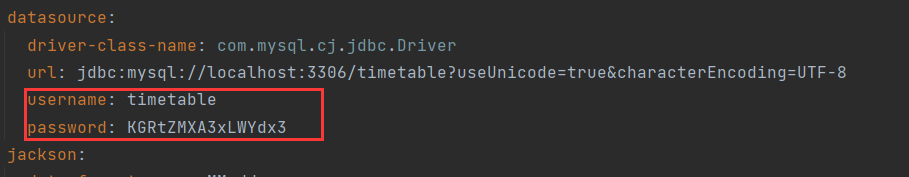 datasource:
driver-class-name: com.mysql.cj.jdbc.Driver
url: jdbc:mysql://localhost:3306/timetable?useUnicode=true&characterEncoding=UTF-8
username: timetable
password: KGRtZMXA3xLWYdx3
jackson: